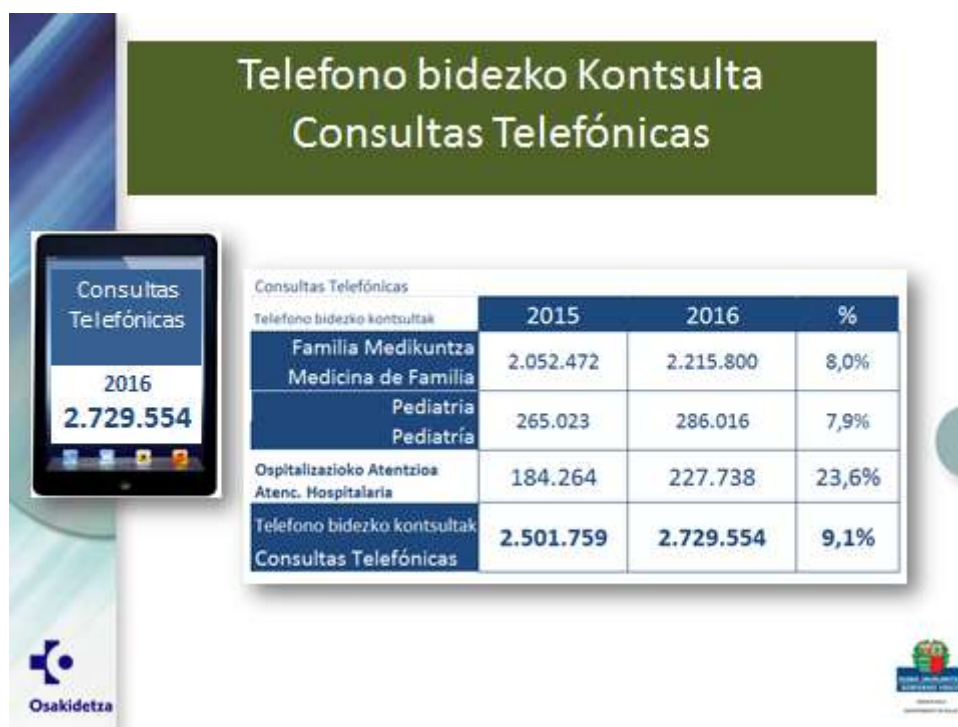 Telefono bidezko Kontsulta
Consultas Telefónicas
Consultas
Telefónicas
2016
2.729.554
Consultas Telefónicas
Telefono bidezko kontsultak 2015 2016 %
Familia Medikuntza
Medicina de Familia 2.052.472 2.215.800 8,0%
Pediatria
Pediatría 265.023 286.016 7,9%
Ospitalizazioko Atentzioa
Atenc. Hospitalaria 184.264 227.738 23,6%
Telefono bidezko kontsultak
Consultas Telefónicas 2.501.759 2.729.554 9,1%
Osakidetza